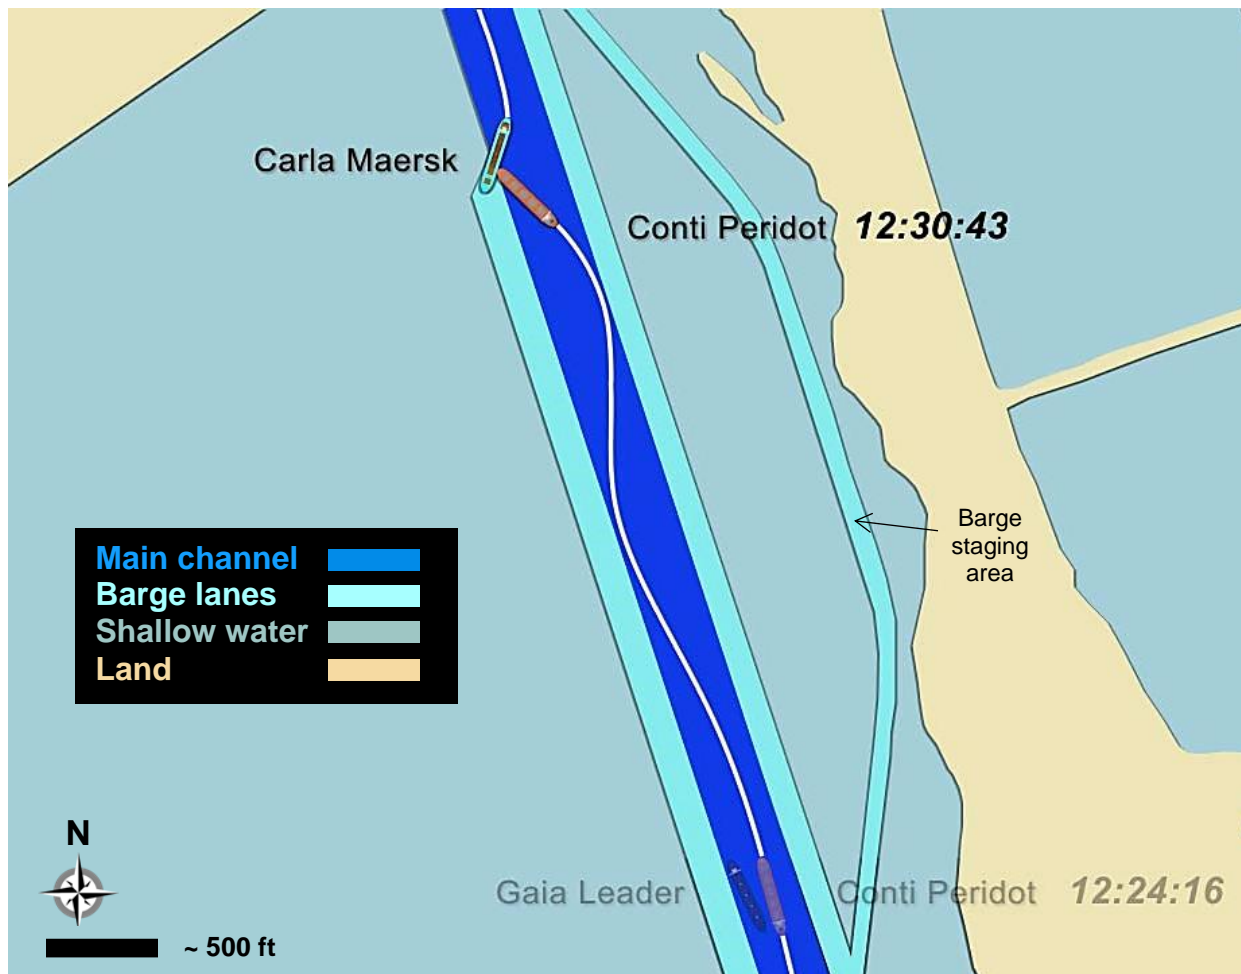 Carla Maersk
Conti Peridot 12:30:43
Barge
staging
area
Main channel
Barge lanes
Shallow water
Land
N
~ 500 ft
Gaia Leader
Conti Peridot 12:24:16